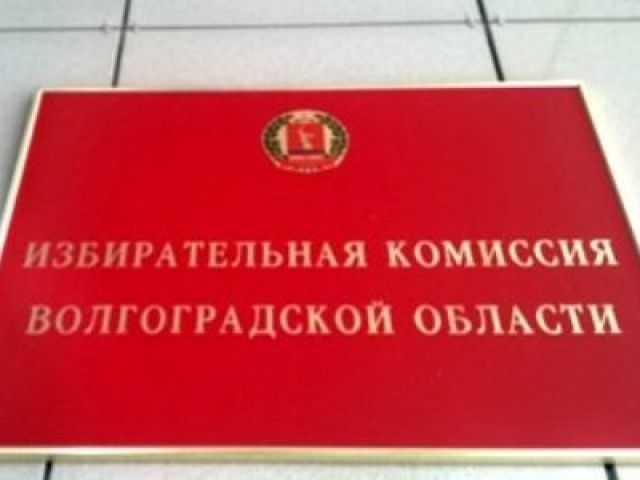 ИЗБИРАТЕЛЬНАЯ КОМИССИЯ
ВОЛГОГРАДСКОЙ ОБЛАСТИ